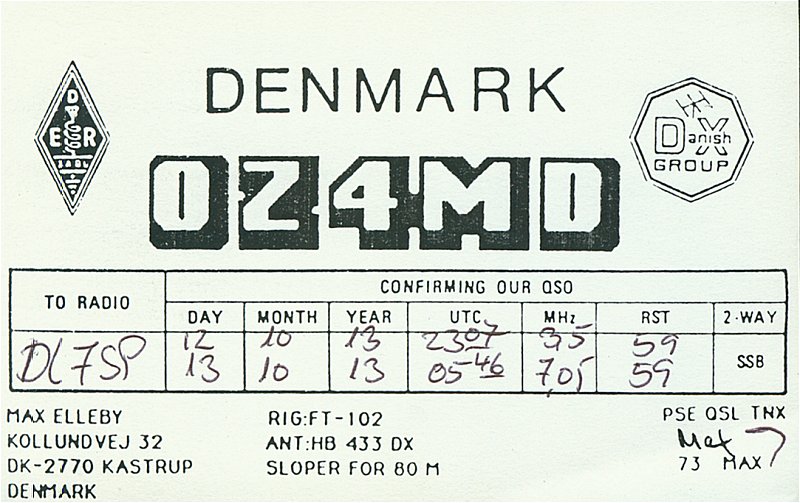 DENMARK
D
E R
Danish DX
GROUP
OZ4MD
CONFIRMING OUR QSO
TO RADIO DAY MONTH YEAR UTC MHz RST 2-WAY
DL7SP 12 10 13 2307 3,5 59 SSB
13 10 13 0546 7,05 59
MAX ELLEBY RIG:FT-102 PSE QSL TNX
KOLLUNDVEJ 32 ANT:HB 433 DX Max
DK-2770 KASTRUP SLOPER FOR 80 M 73 MAX
DENMARK